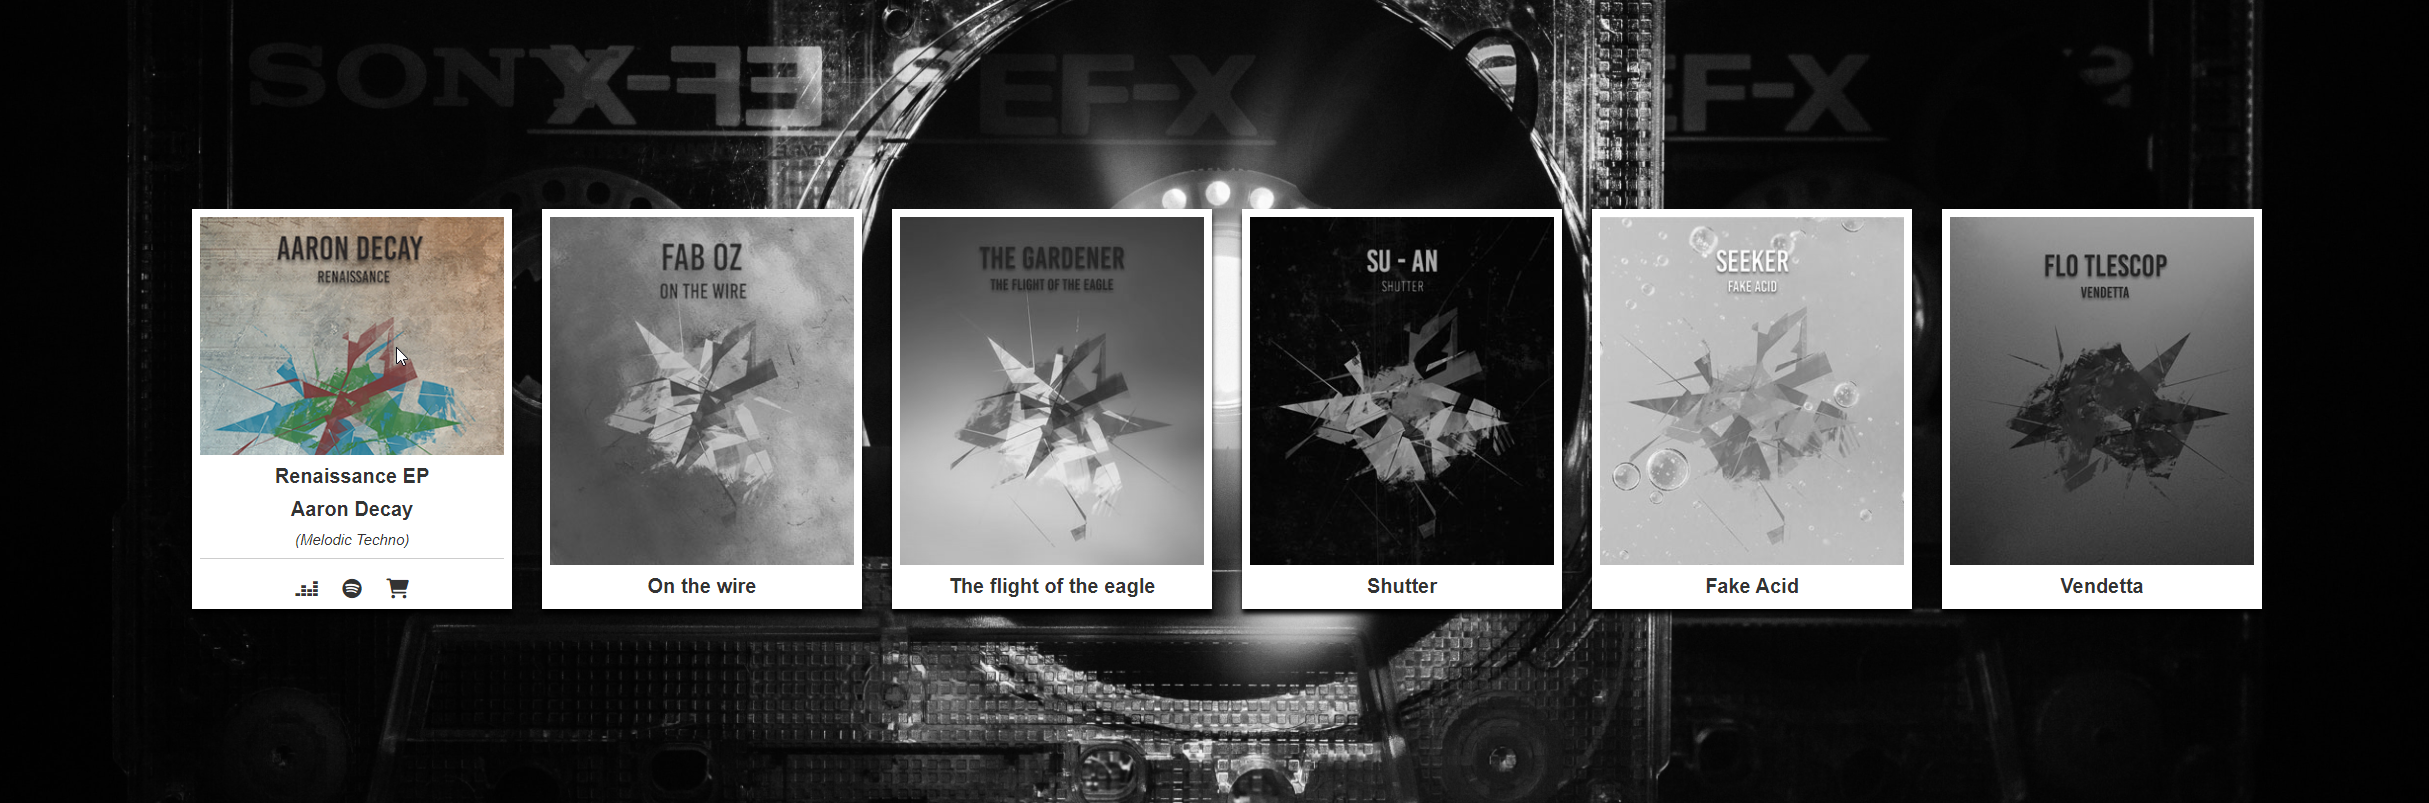 SONY
EF-X
EF-X
EF-X
AARON DECAY
RENAISSANCE
Renaissance EP
Aaron Decay
(Melodic Techno)
FAB OZ
ON THE WIRE
On the wire
THE GARDENER
THE FLIGHT OF THE EAGLE
The flight of the eagle
SU - AN
SHUTTER
Shutter
SEEKER
FAKE ACID
Fake Acid
FLO TLESCOP
VENDETTA
Vendetta